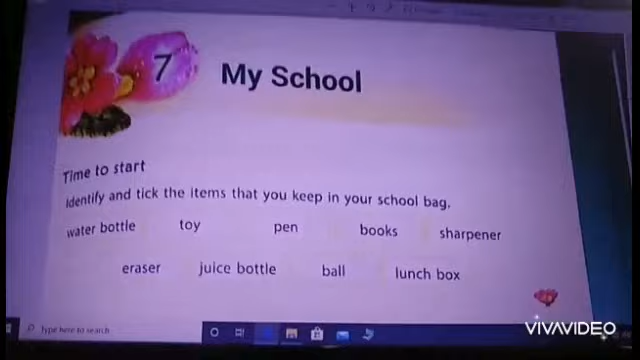 7
My School
Time to start
Identify and tick the items that you keep in your school bag.
water bottle toy pen books sharpener
eraser juice bottle ball lunch box
Type here to search
VIVAVIDEO